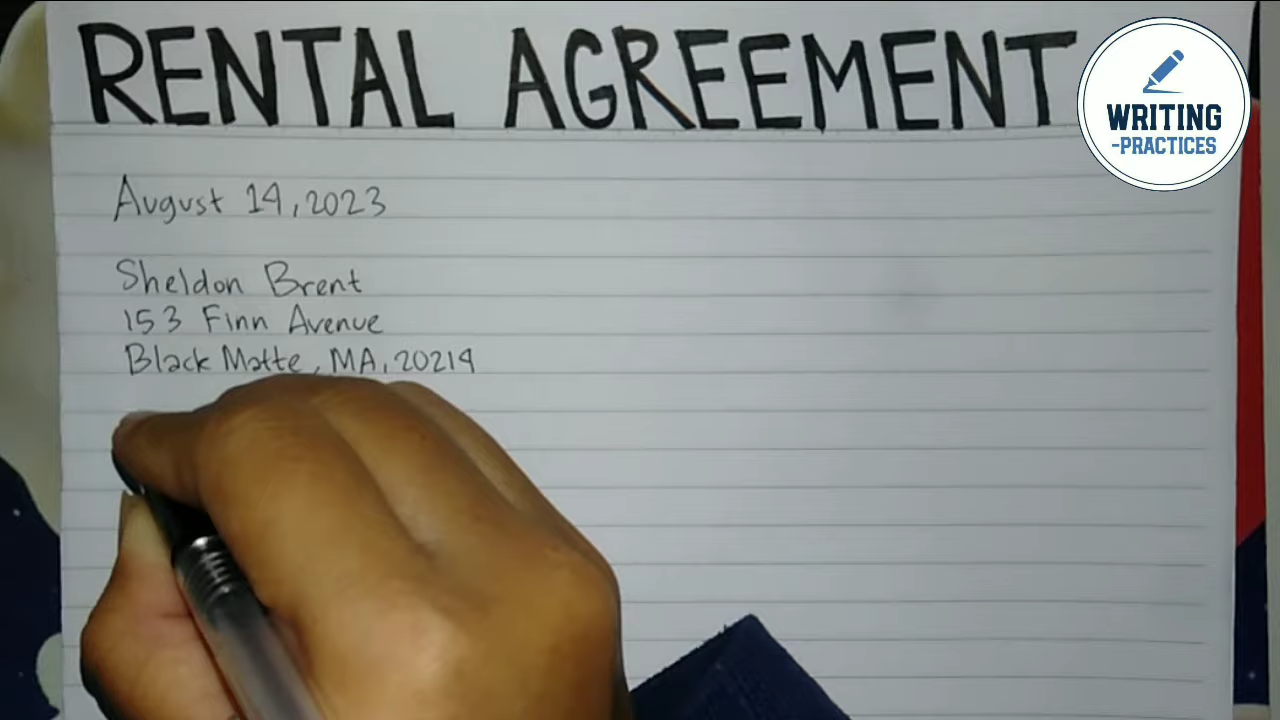 RENTAL AGREEMENT
WRITING
-PRACTICES
August 14, 2023
Sheldon Brent
153 Finn Avenue
Black Matte, MA, 20214